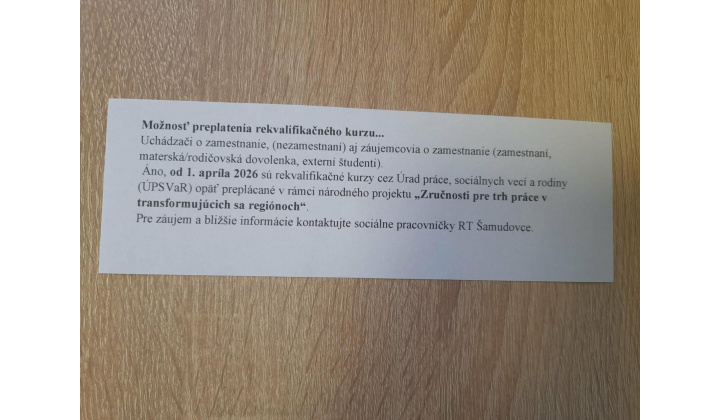 Možnosť preplatenia rekvalifikačného kurzu...
Uchádzači o zamestnanie, (nezamestnaní) aj záujemcovia o zamestnanie (zamestnaní,
materská/rodičovská dovolenka, externí študenti).
Áno, od 1. apríla 2026 sú rekvalifikačné kurzy cez Úrad práce, sociálnych vecí a rodiny
(ÚPSVaR) opäť preplácané v rámci národného projektu „Zručnosti pre trh práce v
transformujúcich sa regiónoch“.
Pre záujem a bližšie informácie kontaktujte sociálne pracovníčky RT Šamudovce.